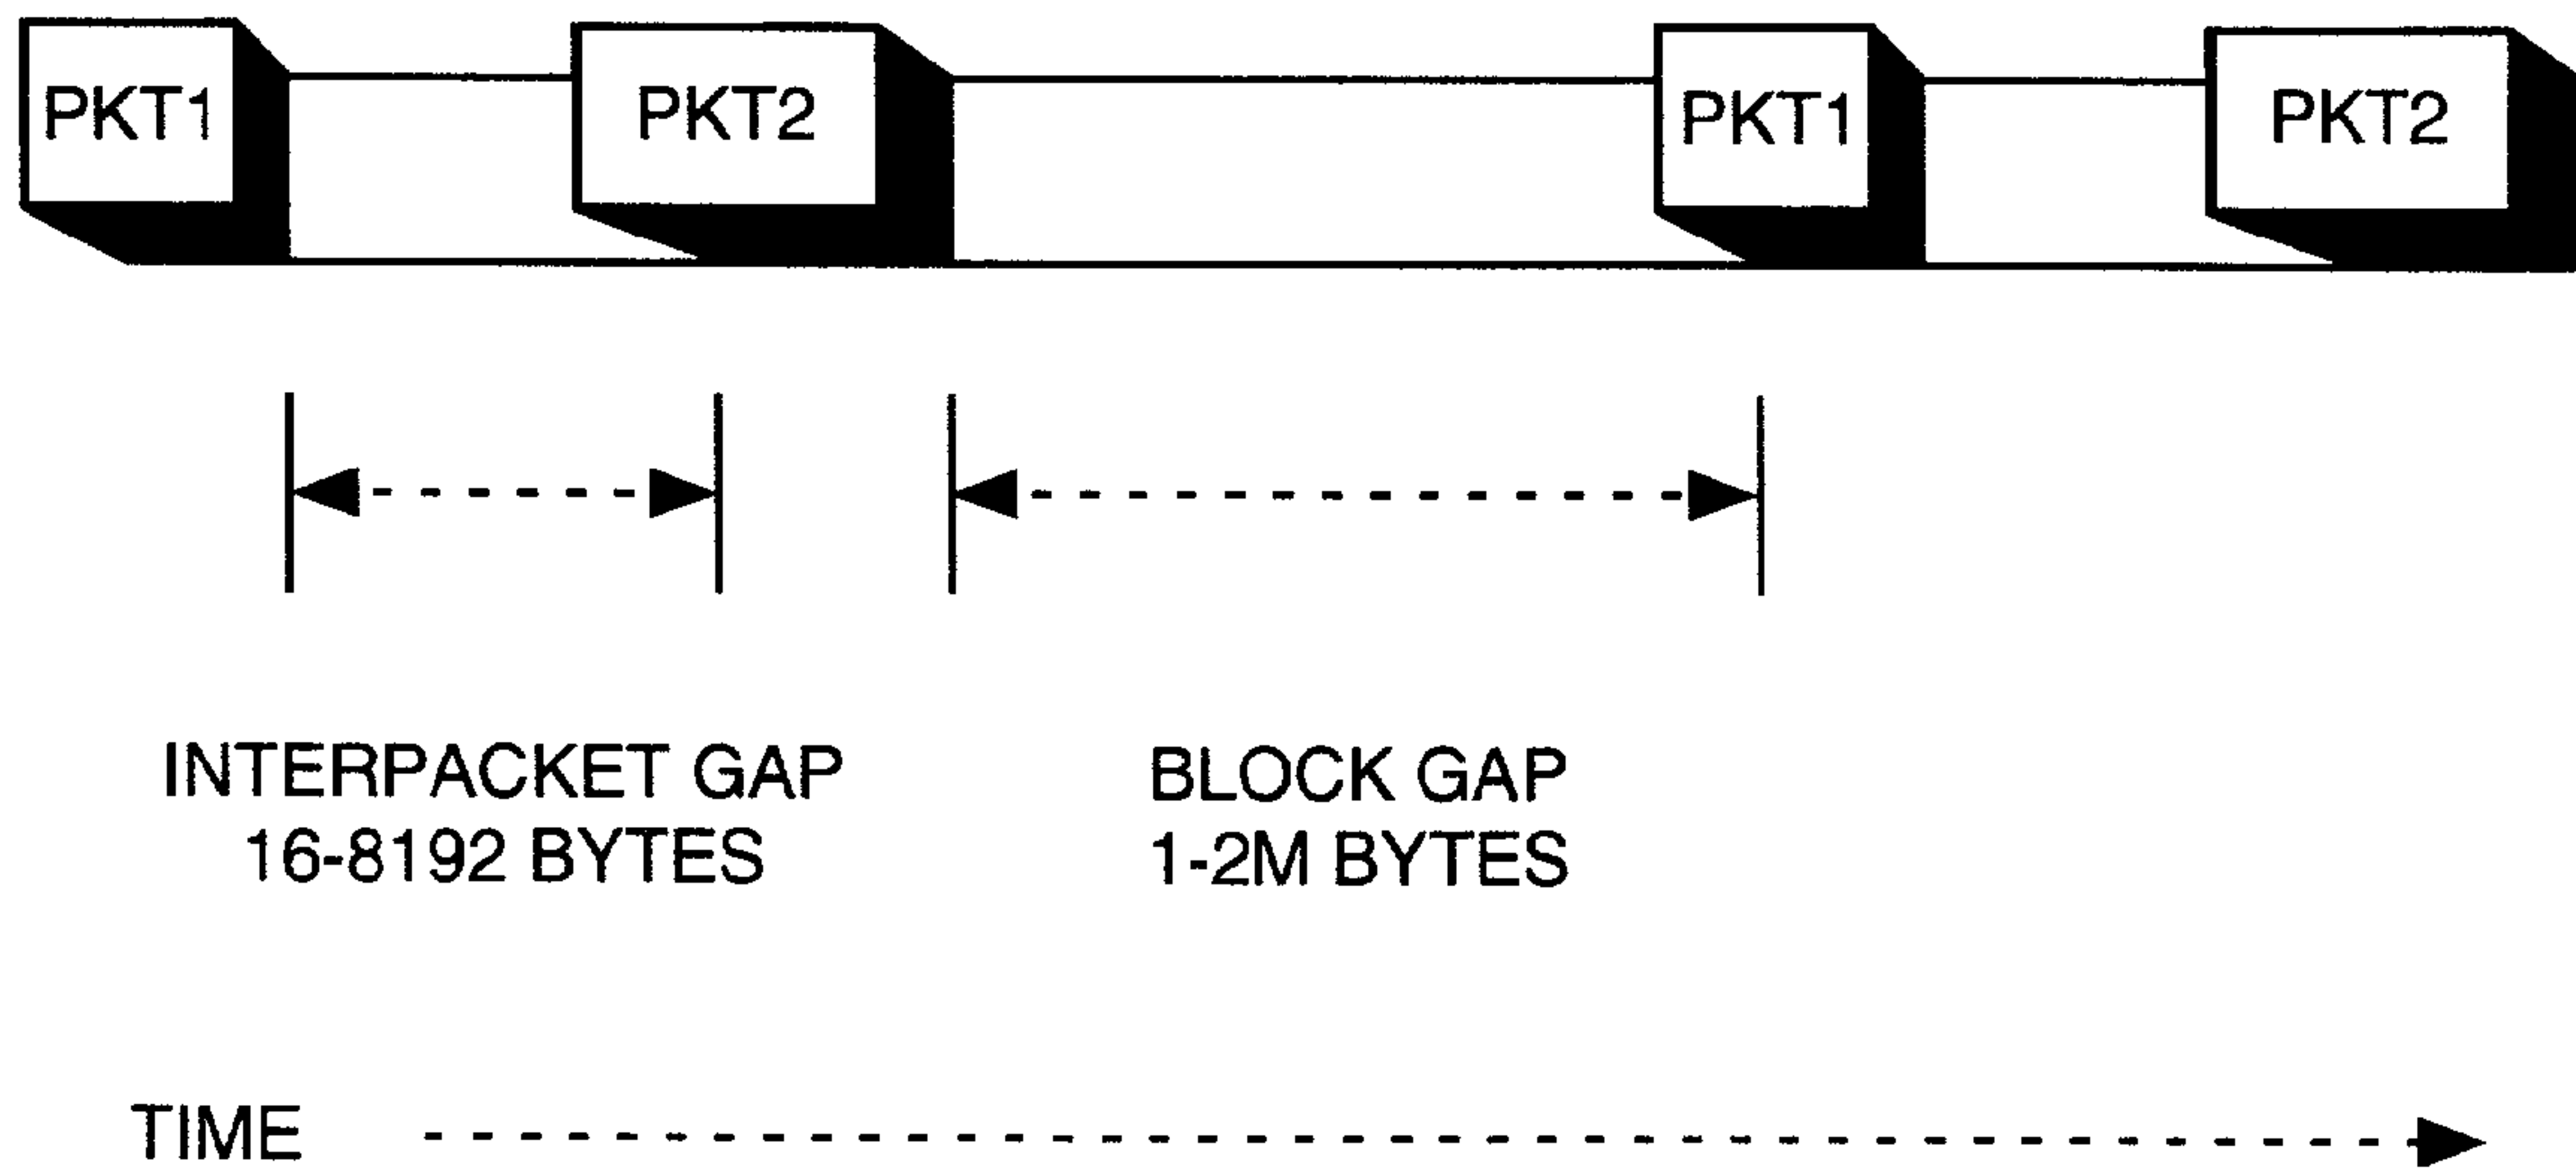 PKT1
PKT2
PKT1
PKT2
INTERPACKET GAP
16-8192 BYTES
BLOCK GAP
1-2M BYTES
TIME